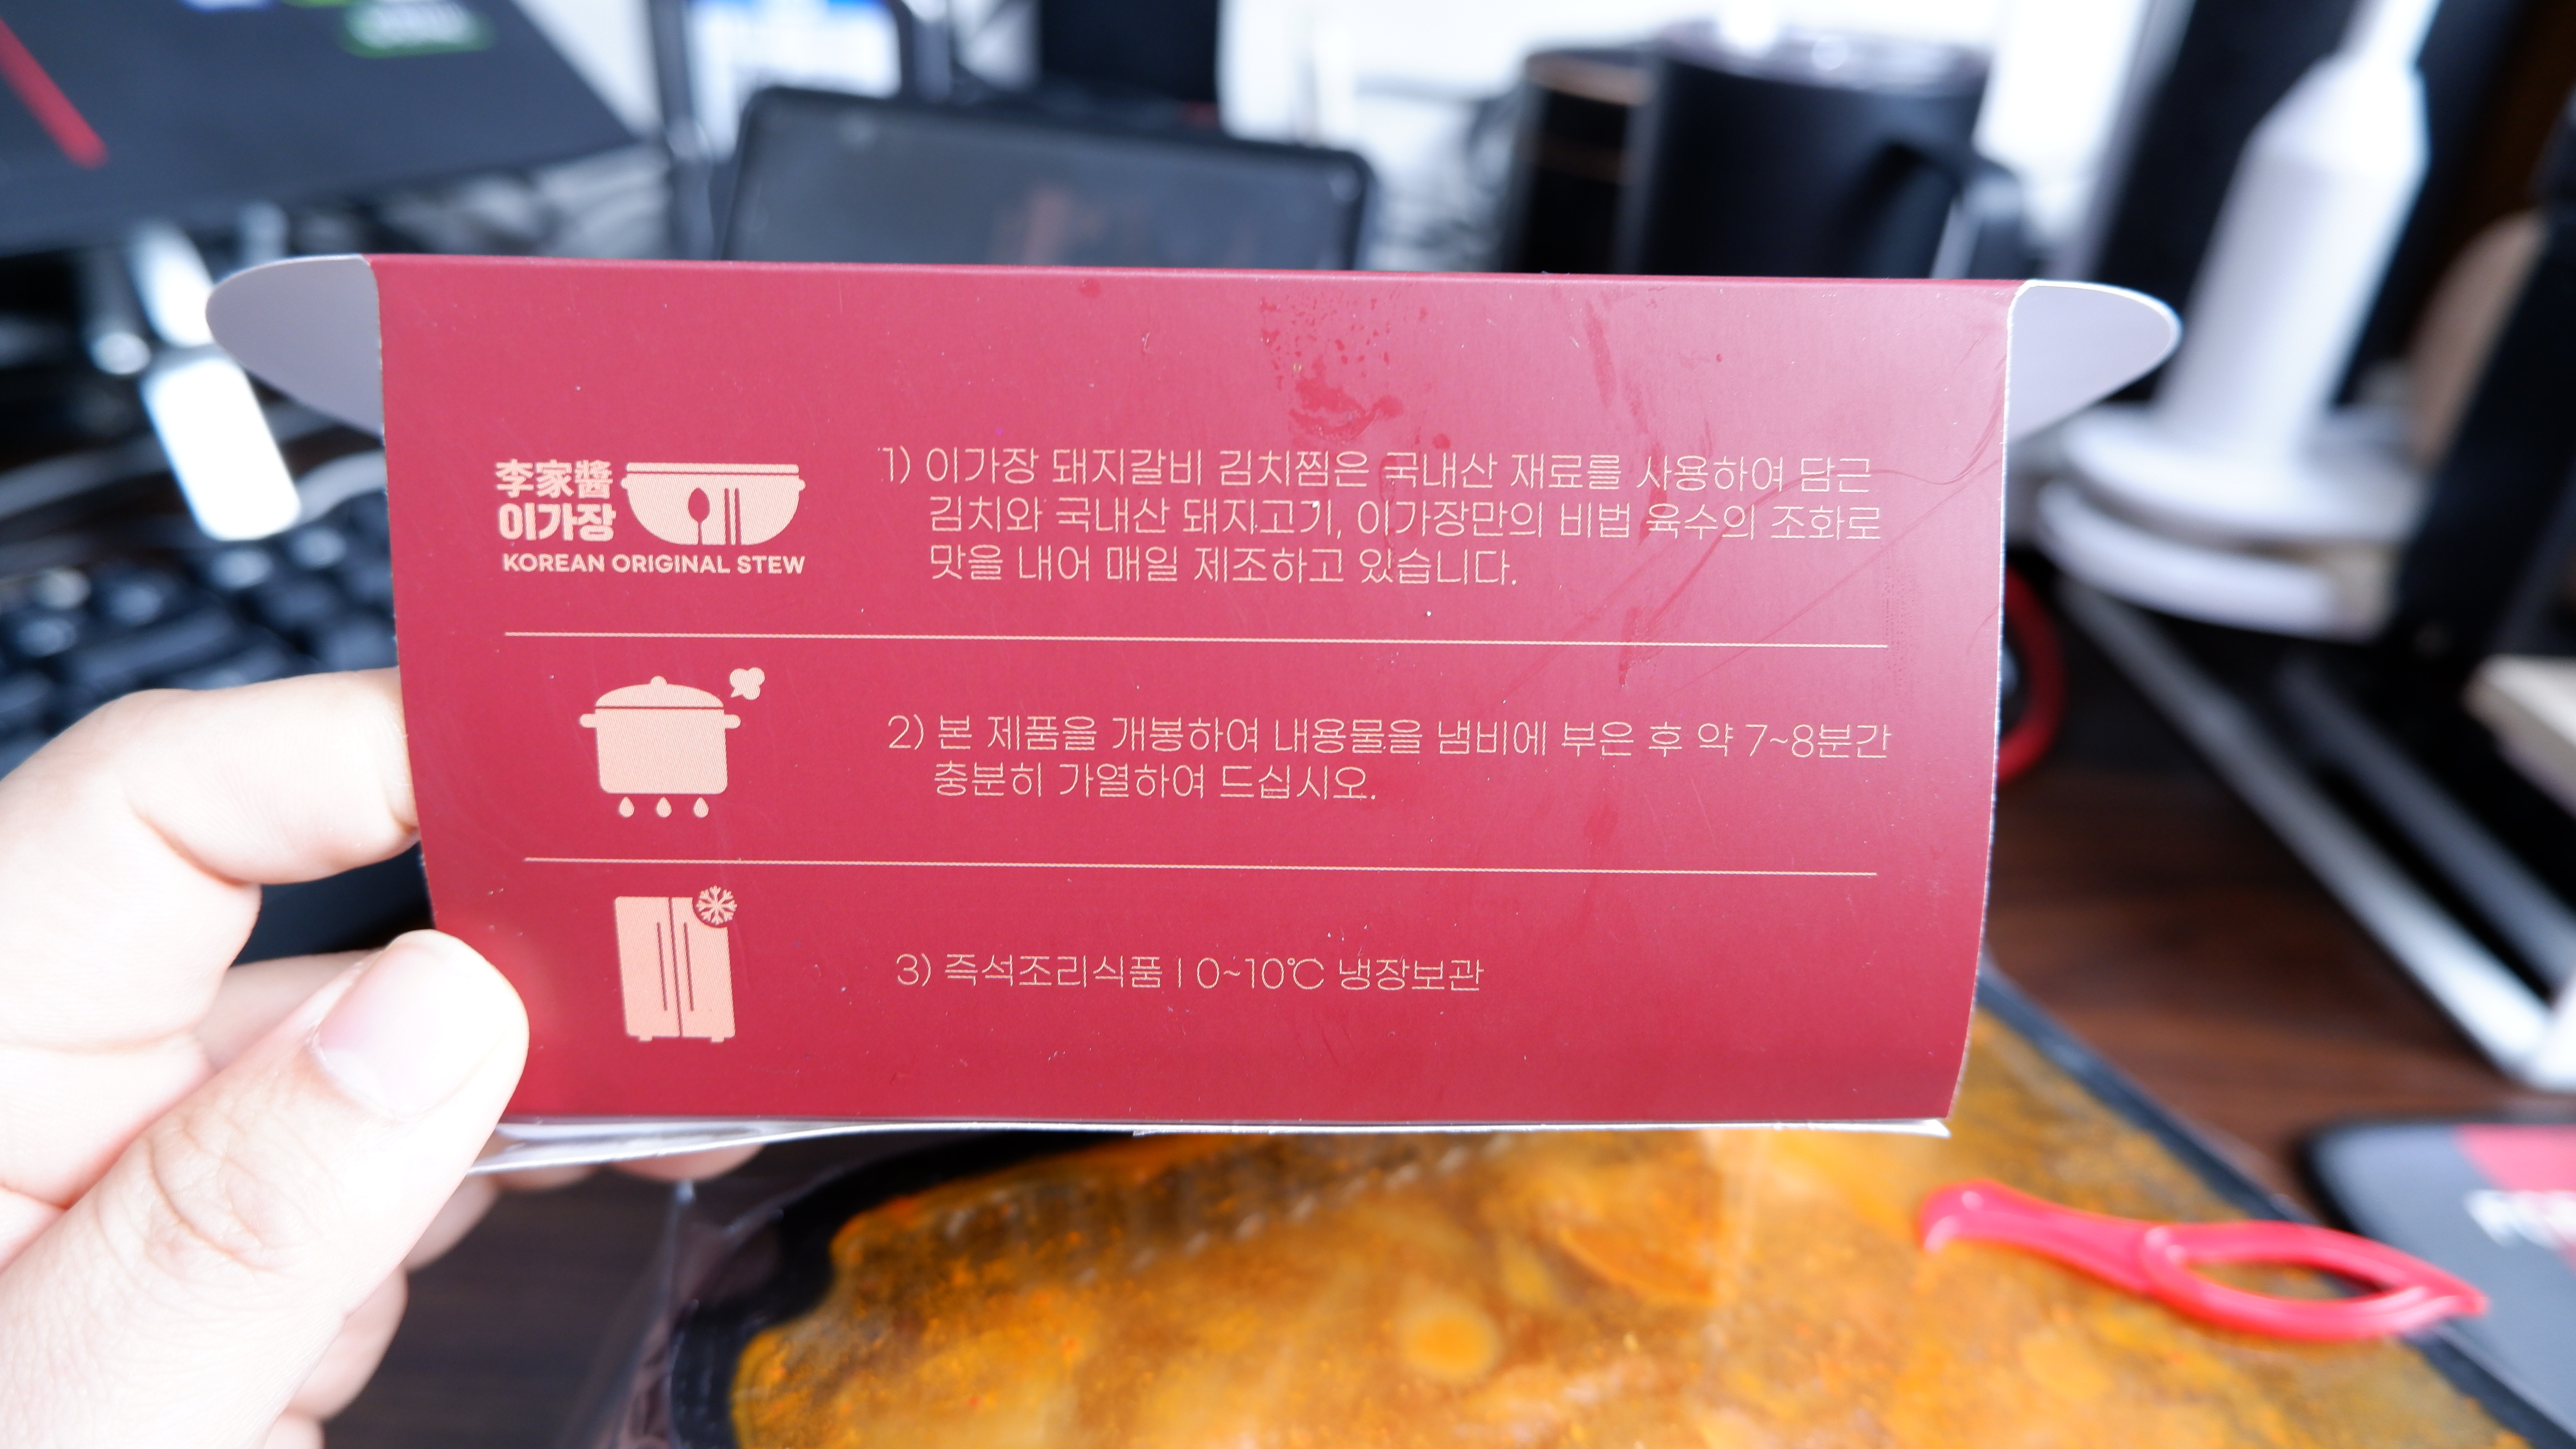 李家醬
이가장
KOREAN ORIGINAL STEW
1) 이가장 돼지갈비 김치찜은 국내산 재료를 사용하여 담근
김치와 국내산 돼지고기, 이가장만의 비법 육수의 조화로
맛을 내어 매일 제조하고 있습니다.
2) 본 제품을 개봉하여 내용물을 냄비에 부은 후 약 7~8분간
충분히 가열하여 드십시오.
3) 즉석조리식품 | 0~10℃ 냉장보관